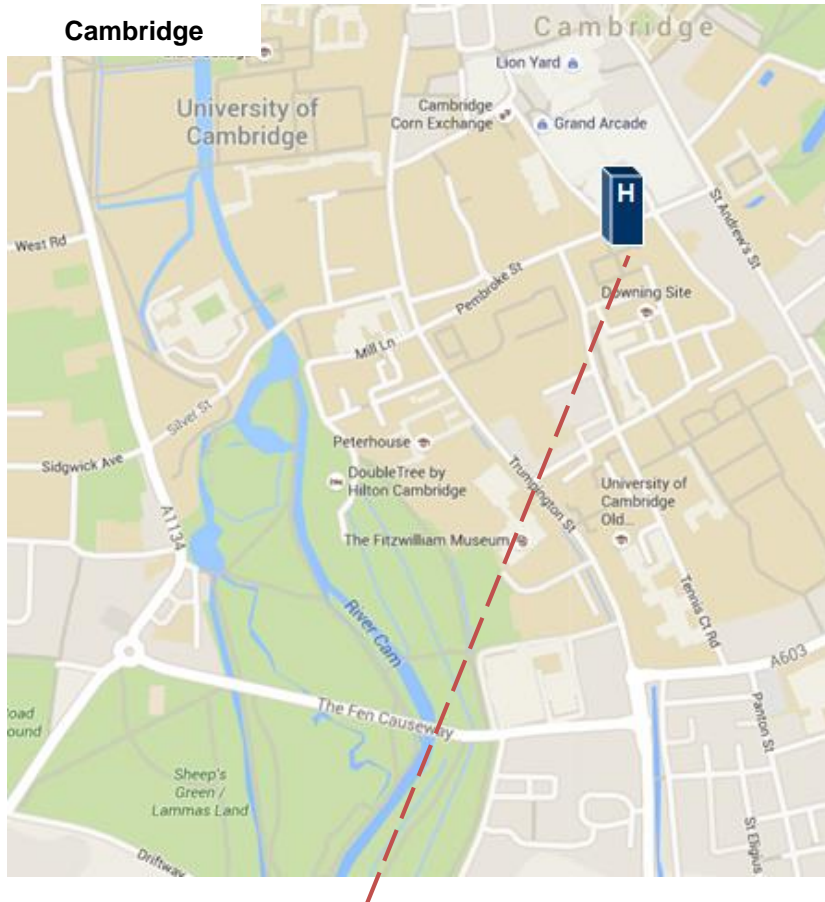 Cambridge
Cambridge
Lion Yard
University of
Cambridge
Cambridge
Corn Exchange
Grand Arcade
H
St Andrew's St
West Rd
Pembroke St
Downing Site
Mill Ln
Silver St
Peterhouse
Sidgwick Ave
DoubleTree by
Hilton Cambridge
Trumpington St
University of
Cambridge
Old...
A1134
The Fitzwilliam Museum
Tennis Ct Rd
River Cam
A603
The Fen Causeway
Panton St
Sheep's
Green /
Lammas Land
St Eligius
Driftway